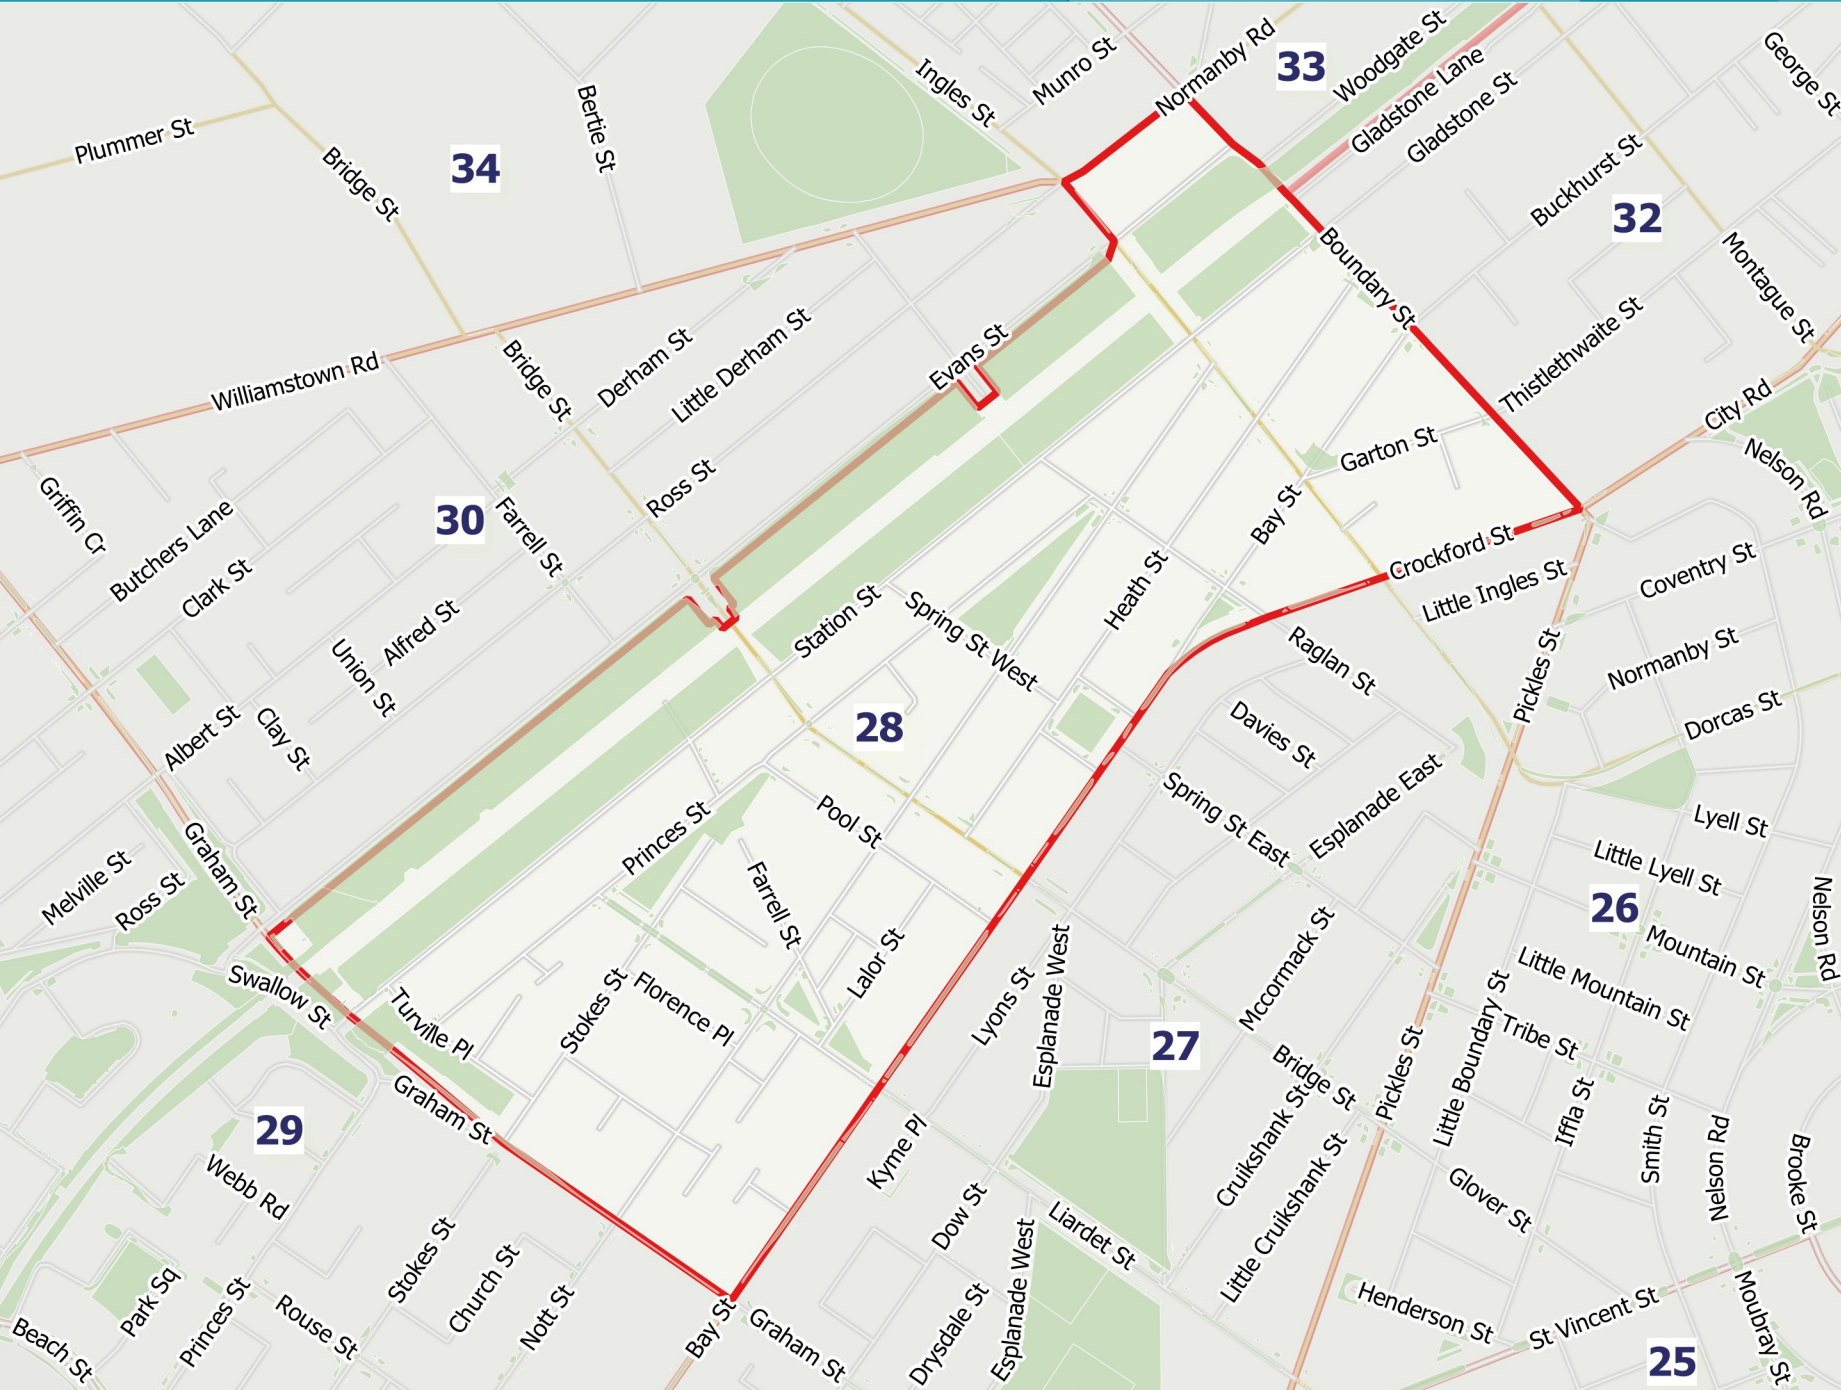 Normanby Rd
33
Woodgate St
George St
Munro St
Ingles St
Gladstone Lane
Gladstone St
Plummer St
Bertie St
34
Bridge St
Buckhurst St
32
Boundary St
Montague St
Evans St
Derham St
Little Derham St
Bridge St
Williamstown Rd
Thistlethwaite St
City Rd
Garton St
Nelson Rd
Ross St
Griffin Cr
30
Farrell St
Butchers Lane
Bay St
Crockford St
Clark St
Little Ingles St
Coventry St
Heath St
Station St
Spring St West
Alfred St
Union St
Raglan St
Pickles St
Normanby St
28
Albert St
Clay St
Davies St
Dorcas St
Spring St East
Esplanade East
Princes St
Pool St
Lyell St
Graham St
Melville St
Ross St
Farrell St
Little Lyell St
26
Nelson Rd
Lalor St
Mccormack St
Esplanade West
Mountain St
Little Mountain St
Swallow St
Turville Pl
Stokes St
Florence Pl
Lyons St
27
Tribe St
Little Boundary St
Pickles St
Bridge St
Graham St
29
Cruikshank St
Iffla St
Smith St
Nelson Rd
Brooke St
Kyme Pl
Little Cruikshank St
Webb Rd
Glover St
Dow St
Liardet St
Stokes St
Church St
Esplanade West
Park Sq
Princes St
Rouse St
Nott St
Bay St
Graham St
Drysdale St
Henderson St
St Vincent St
Moubray St
Beach St
25